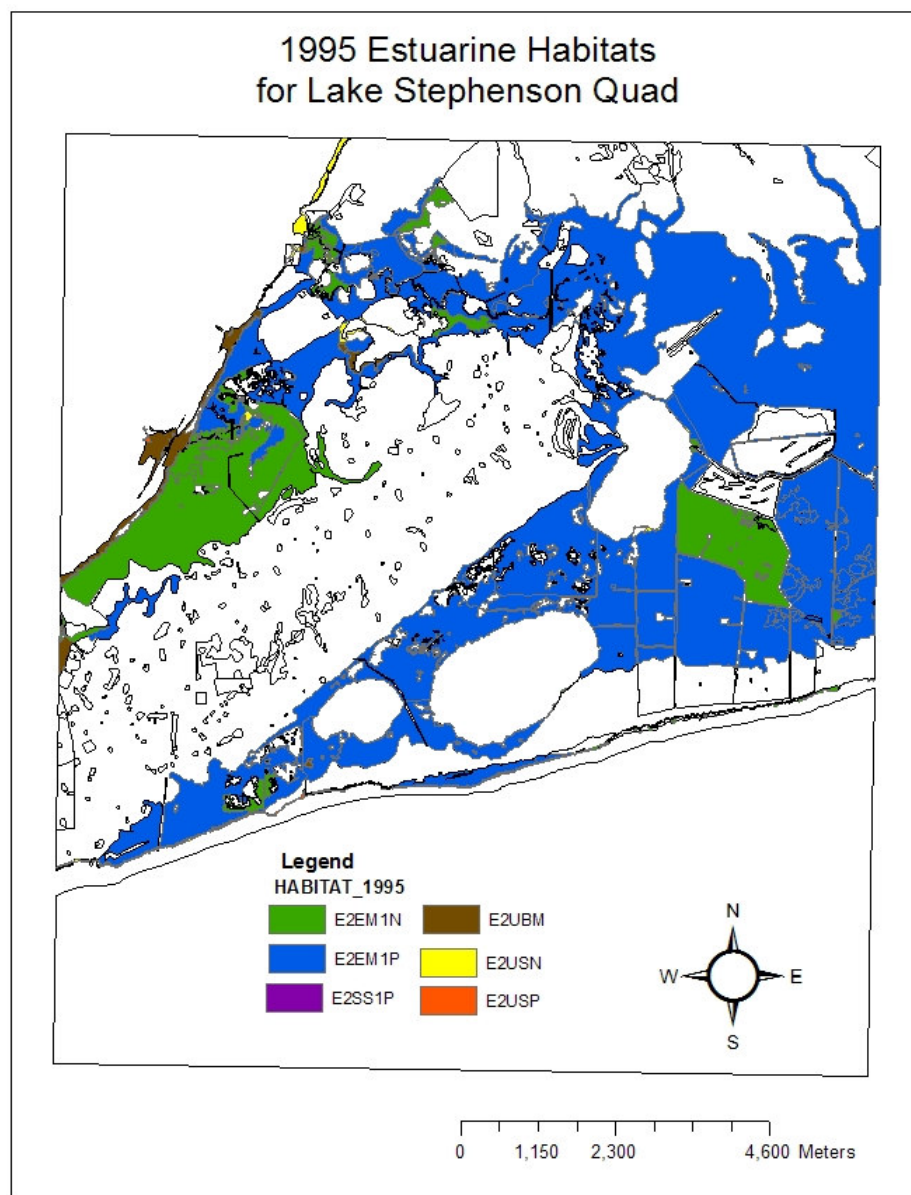 1995 Estuarine Habitats
for Lake Stephenson Quad
Legend
HABITAT_1995
E2EM1N
E2UBM
E2EM1P
E2USN
E2SS1P
E2USP
N
W
E
S
0 1,150 2,300 4,600 Meters